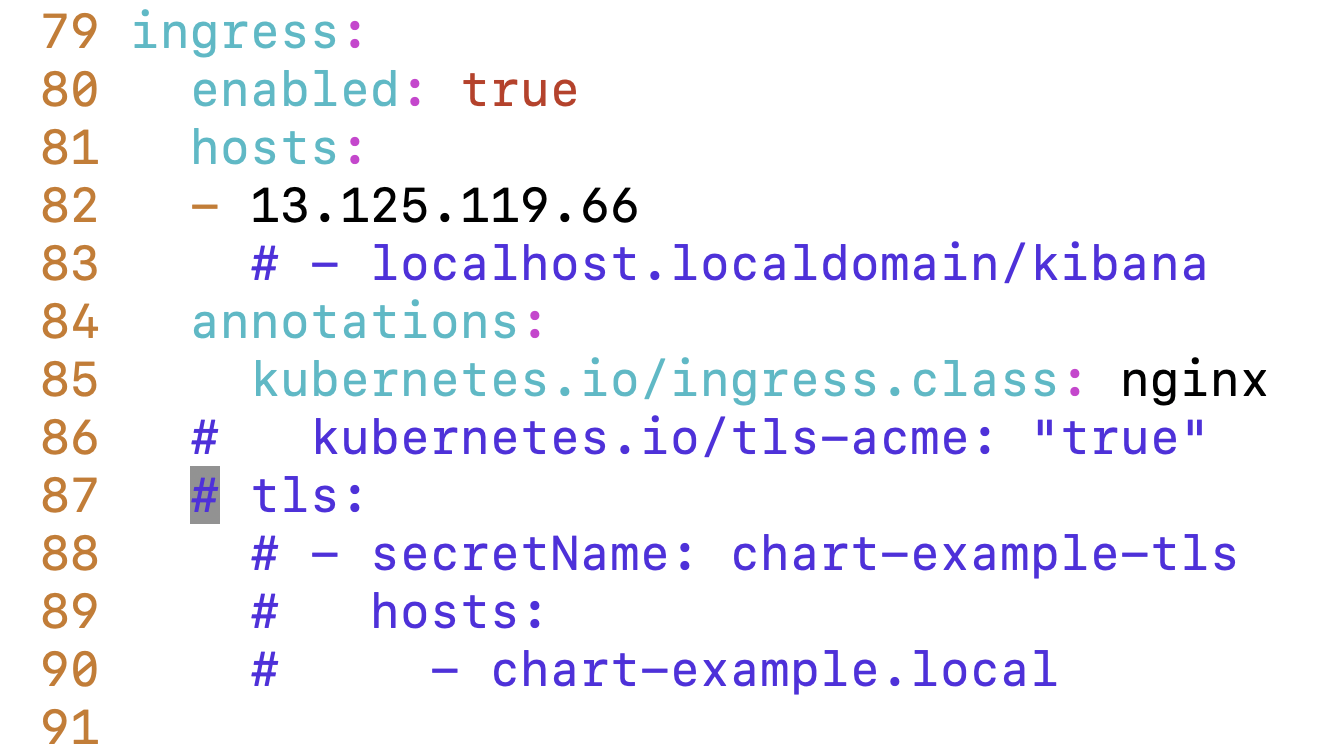 79 ingress:
80   enabled: true
81   hosts:
82   - 13.125.119.66
83     # - localhost.localdomain/kibana
84   annotations:
85     kubernetes.io/ingress.class: nginx
86   #   kubernetes.io/tls-acme: "true"
87   # tls:
88     # - secretName: chart-example-tls
89     #   hosts:
90     #     - chart-example.local
91